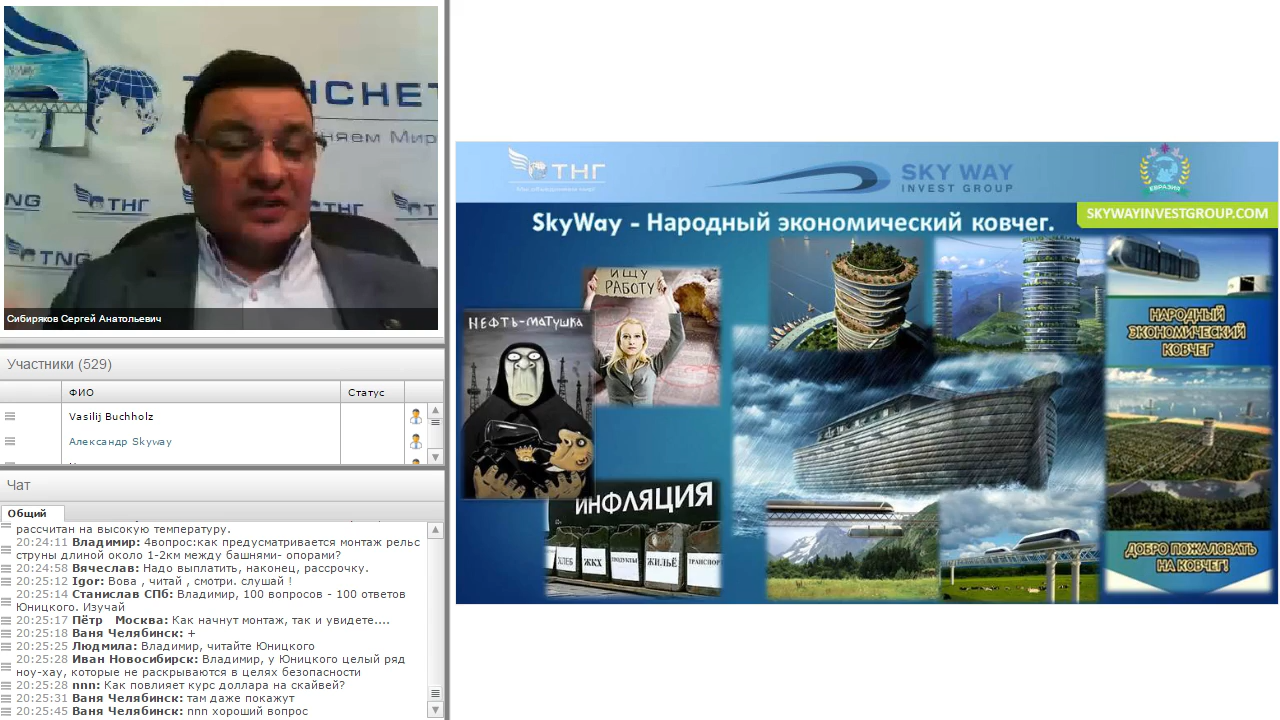 ТНГ
TNG
Сибиряков Сергей Анатольевич
Участники (529)
ФИО
Статус
Vasilij Buchholz
Александр Skyway
Чат
Общий
рассчитан на высокую температуру.
20:24:11 Владимир: 4вопрос:как предусматривается монтаж рельс
струны длиной около 1-2км между башнями- опорами?
20:24:58 Вячеслав: Надо выплатить, наконец, рассрочку.
20:25:12 Igor: Вова , читай , смотри. слушай !
20:25:14 Станислав СПб: Владимир, 100 вопросов - 100 ответов
Юницкого. Изучай
20:25:17 Пётр Москва: Как начнут монтаж, так и увидете....
20:25:18 Ваня Челябинск: +
20:25:25 Людмила: Владимир, читайте Юницкого
20:25:28 Иван Новосибирск: Владимир, у Юницкого целый ряд
ноу-хау, которые не раскрываются в целях безопасности
20:25:28 nnn: Как повлияет курс доллара на скайвей?
20:25:31 Ваня Челябинск: там даже покажут
20:25:45 Ваня Челябинск: nnn хороший вопрос
ТНГ
SKY WAY
INVEST GROUP
ЕВРАЗИЯ
SKYWAYINVESTGROUP.COM
SkyWay - Народный экономический ковчег.
ИЩУ
РАБОТУ
НЕФТЬ-МАТУШКА
ИНФЛЯЦИЯ
ХЛЕБ
ЖКХ
ПРОДУКТЫ
ЖИЛЬЁ
ТРАНСПОРТ
НАРОДНЫЙ
ЭКОНОМИЧЕСКИЙ
КОВЧЕГ
ДОБРО ПОЖАЛОВАТЬ
НА КОВЧЕГ!